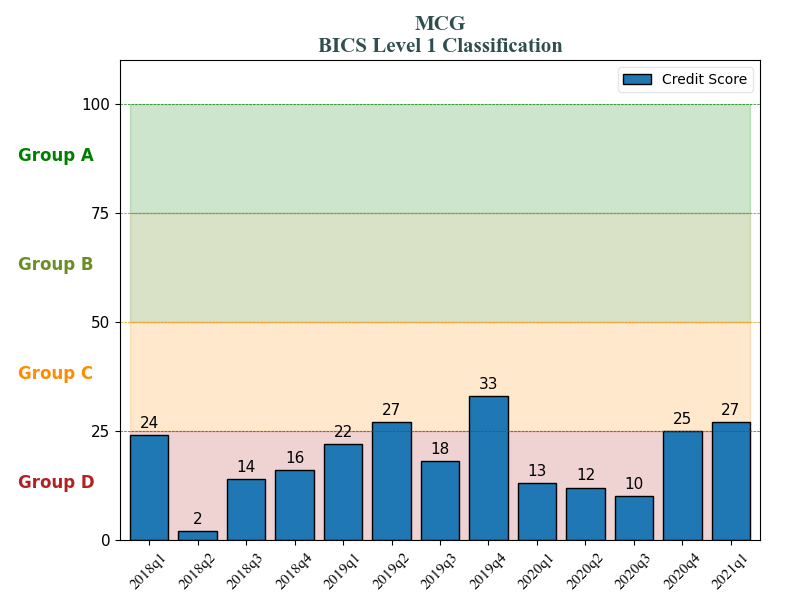 MCG
BICS Level 1 Classification
Credit Score
100
Group A
75
Group B
50
Group C
33
27
27
25
24
22
25
18
16
14
13
12
10
Group D
2
0
2018q1 2018q2 2018q3 2018q4 2019q1 2019q2 2019q3 2019q4 2020q1 2020q2 2020q3 2020q4 2021q1